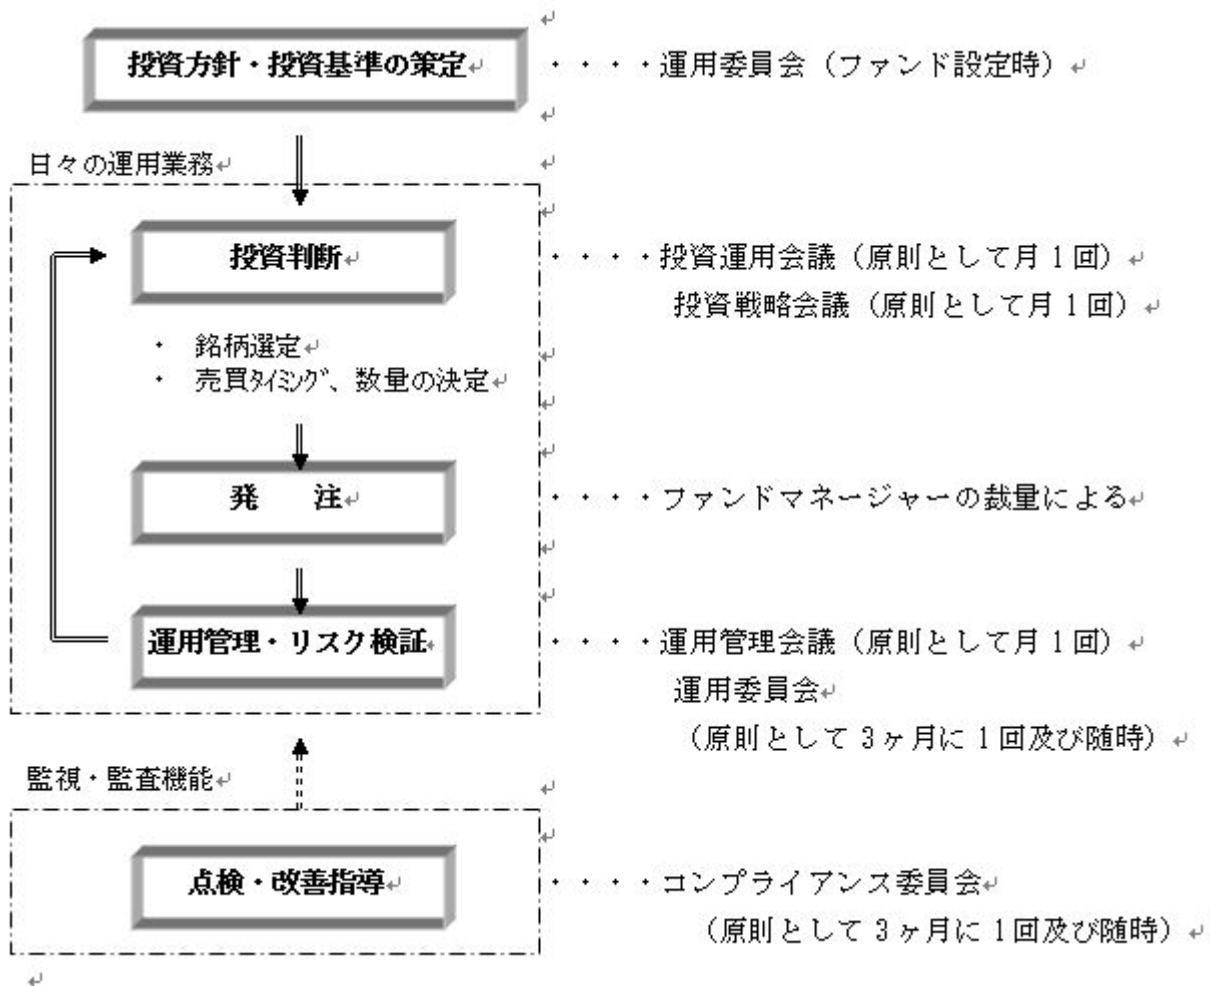 投資方針・投資基準の策定 ・・・・運用委員会（ファンド設定時）
日々の運用業務
投資判断 ・・・・投資運用会議（原則として月1回）
投資戦略会議（原則として月1回）
・ 銘柄選定
・ 売買ﾀｲﾐﾝｸﾞ、数量の決定
発　注 ・・・・ファンドマネージャーの裁量による
運用管理・リスク検証 ・・・・運用管理会議（原則として月1回）
運用委員会
（原則として3ヶ月に1回及び随時）
監視・監査機能
点検・改善指導 ・・・・コンプライアンス委員会
（原則として3ヶ月に1回及び随時）